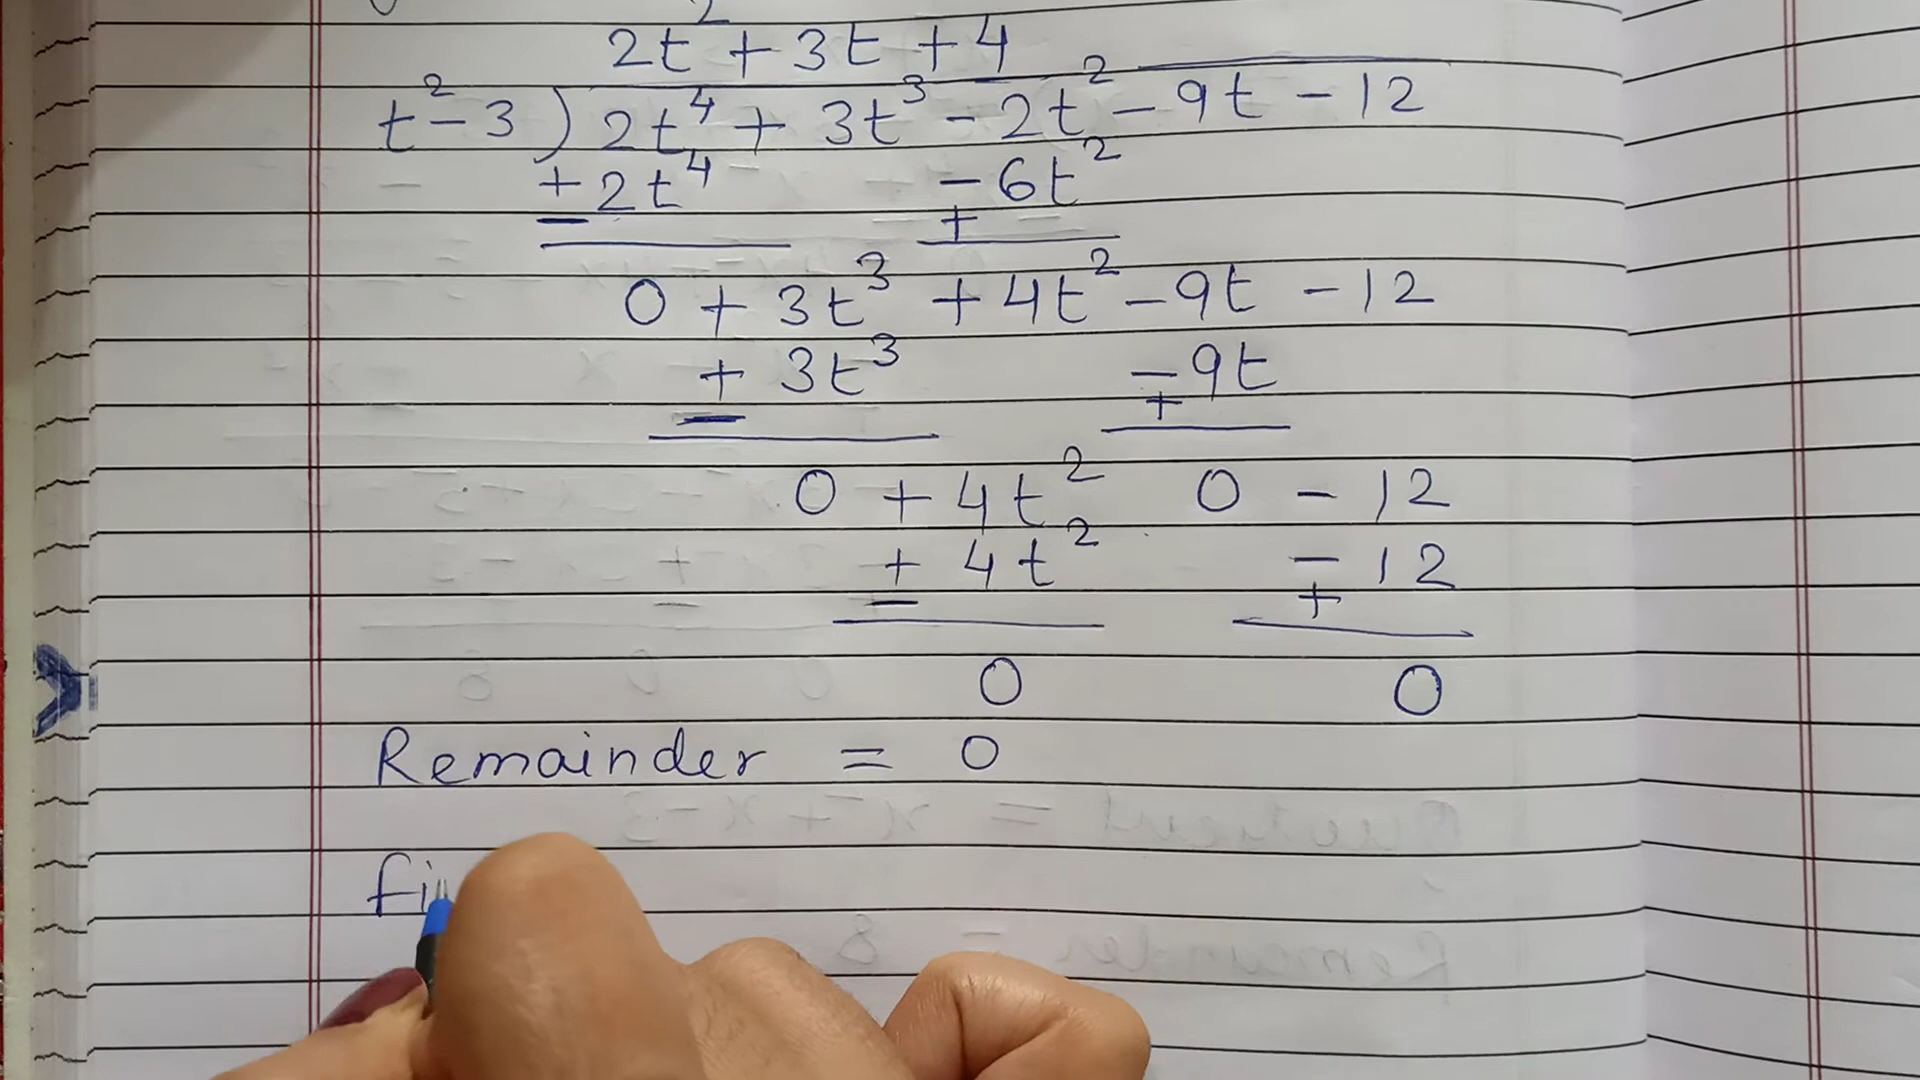 2t² + 3t + 4
t² - 3 ) 2t⁴ + 3t³ - 2t² - 9t - 12
+ 2t⁴ - 6t²
- +
0 + 3t³ + 4t² - 9t - 12
+ 3t³ - 9t
- +
0 + 4t² 0 - 12
+ 4t² - 12
- +
0 0
Remainder = 0